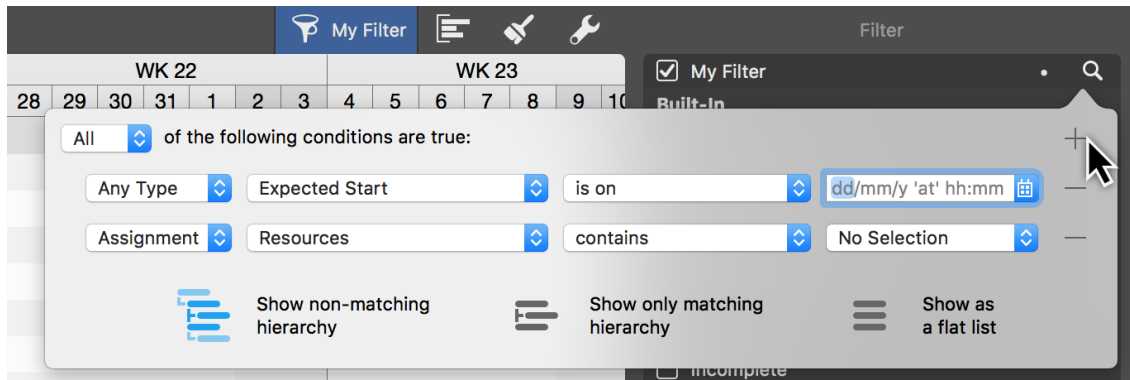 My Filter
Filter
WK 22
WK 23
My Filter
28 29 30 31 1 2 3 4 5 6 7 8 9 10
Built-In
All of the following conditions are true:
Any Type Expected Start is on dd/mm/y 'at' hh:mm
Assignment Resources contains No Selection
Show non-matching
hierarchy
Show only matching
hierarchy
Show as
a flat list
Incomplete